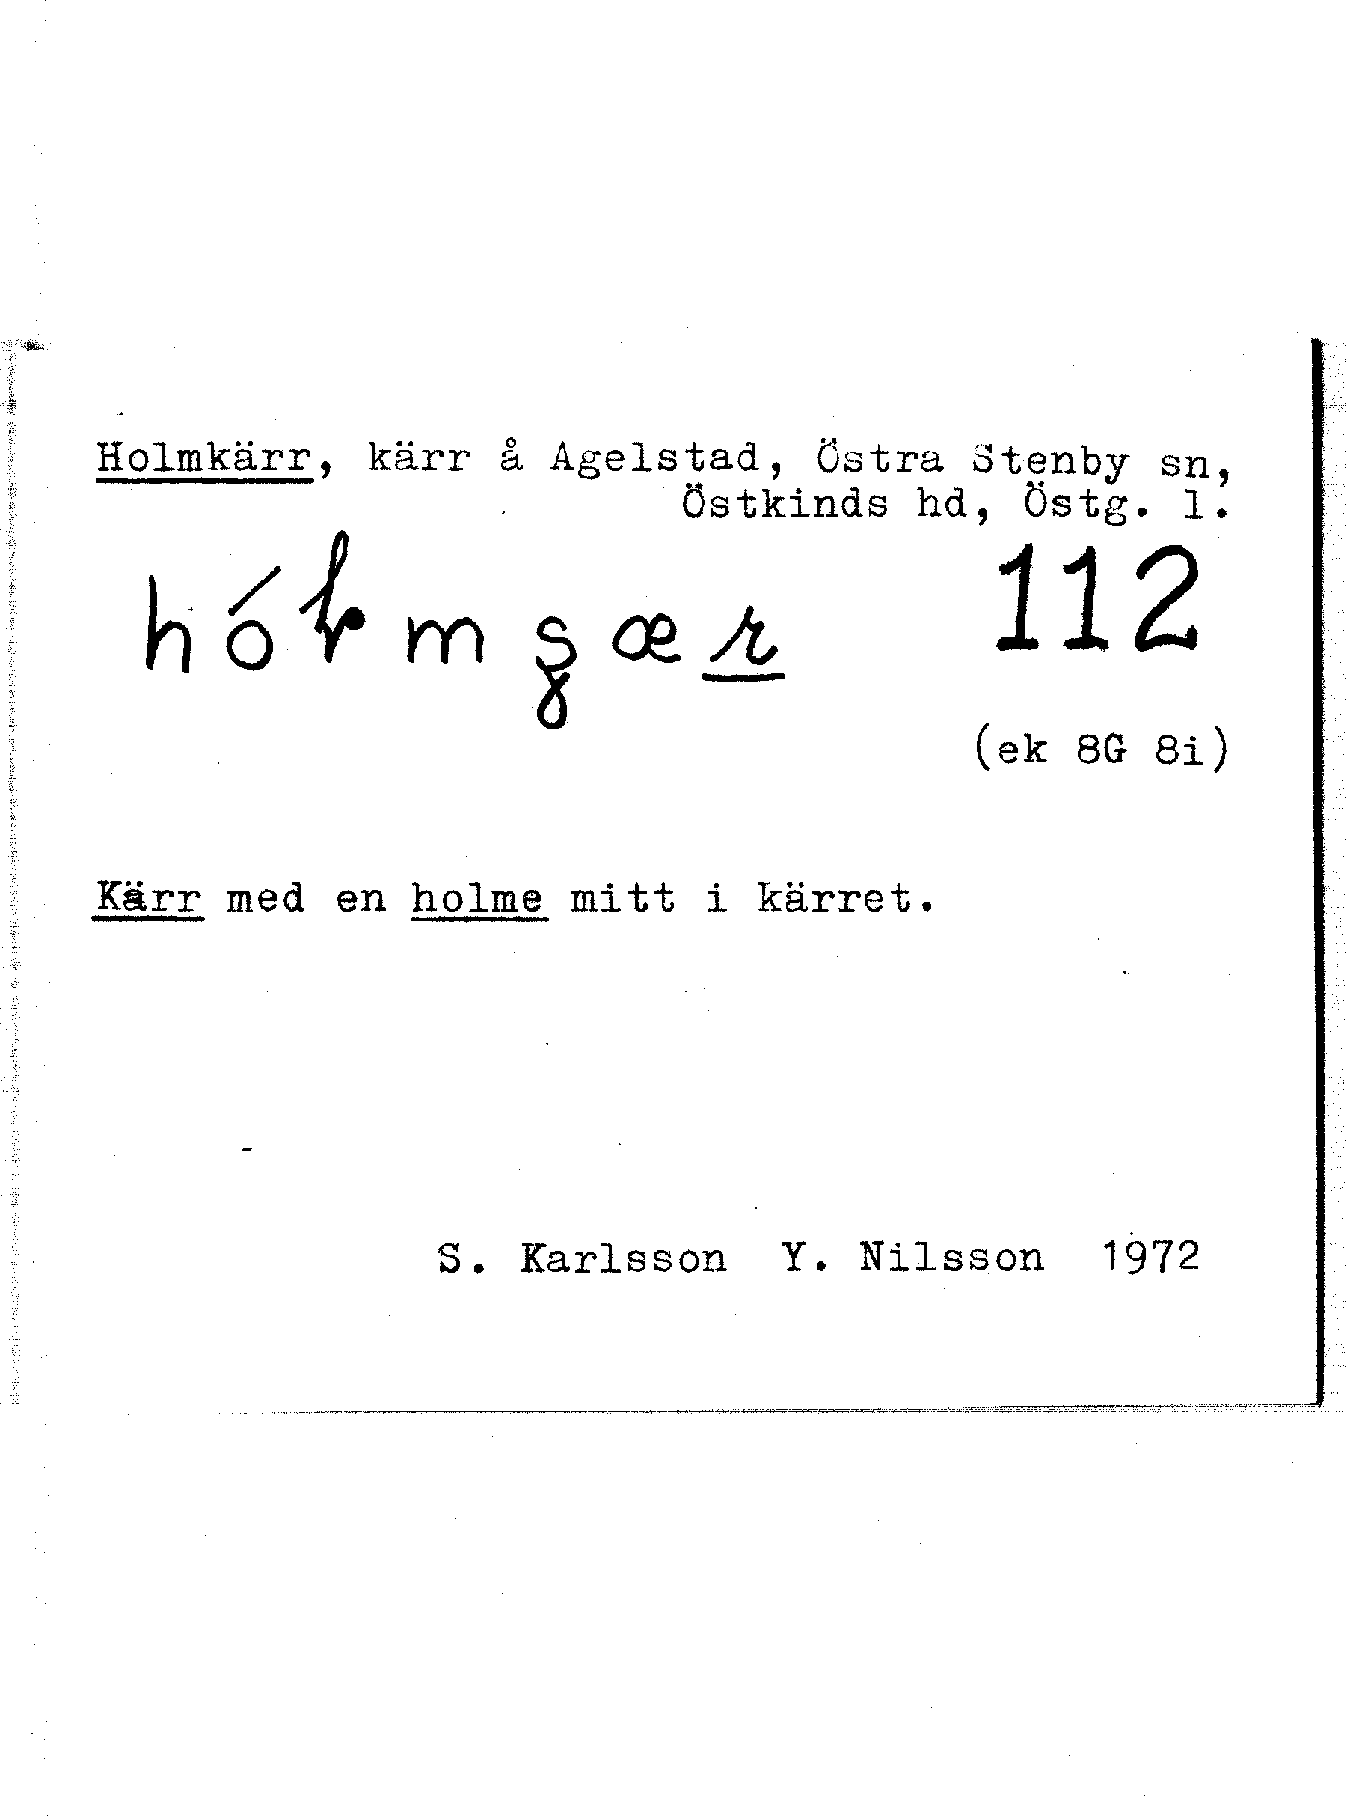 Holmkärr, kärr å Agelstad, Östra Stenby sn,
Östkinds hd, Östg. l.
112
(ek 8G 8i)
Kärr med en holme mitt i kärret.
S. Karlsson Y. Nilsson 1972